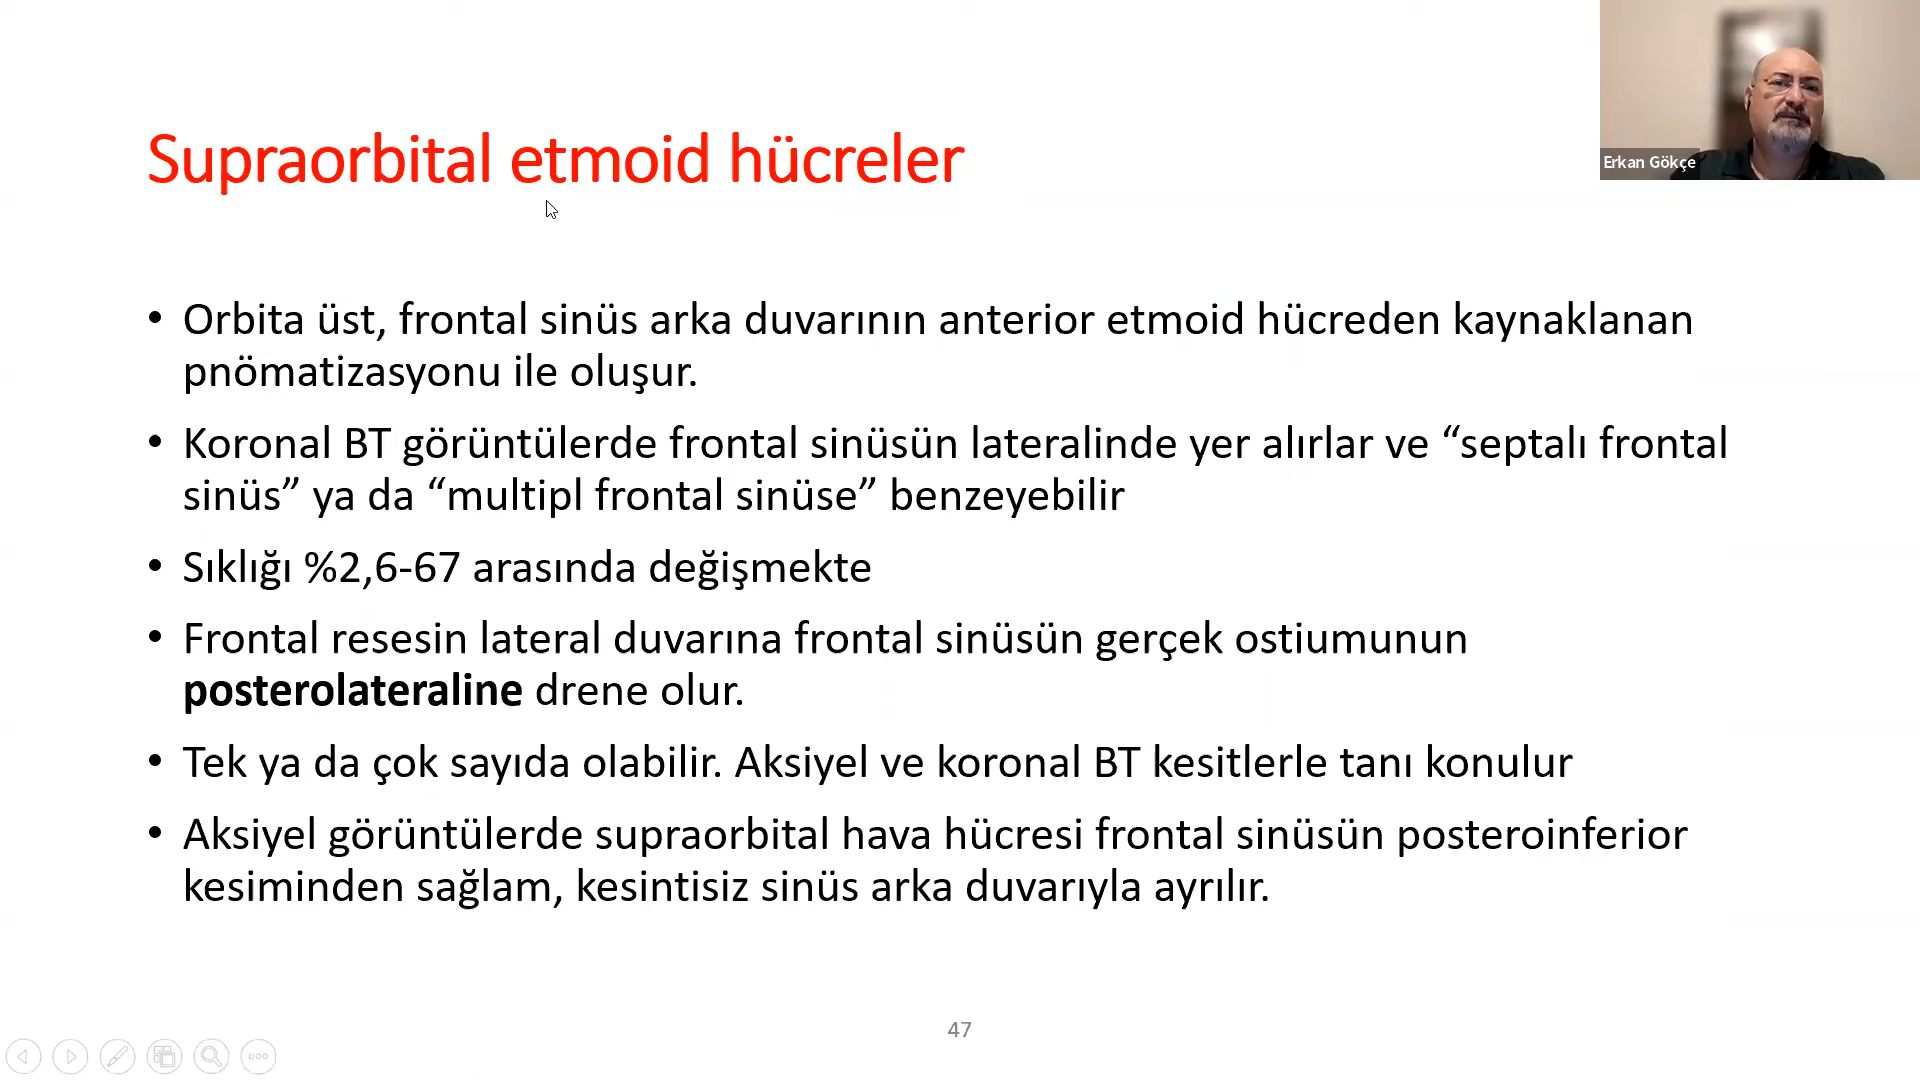 Erkan Gökçe
Supraorbital etmoid hücreler
• Orbita üst, frontal sinüs arka duvarının anterior etmoid hücreden kaynaklanan
pnömatizasyonu ile oluşur.
• Koronal BT görüntülerde frontal sinüsün lateralinde yer alırlar ve “septalı frontal
sinüs” ya da “multipl frontal sinüse” benzeyebilir
• Sıklığı %2,6-67 arasında değişmekte
• Frontal resesin lateral duvarına frontal sinüsün gerçek ostiumunun
posterolateraline drene olur.
• Tek ya da çok sayıda olabilir. Aksiyel ve koronal BT kesitlerle tanı konulur
• Aksiyel görüntülerde supraorbital hava hücresi frontal sinüsün posteroinferior
kesiminden sağlam, kesintisiz sinüs arka duvarıyla ayrılır.
47